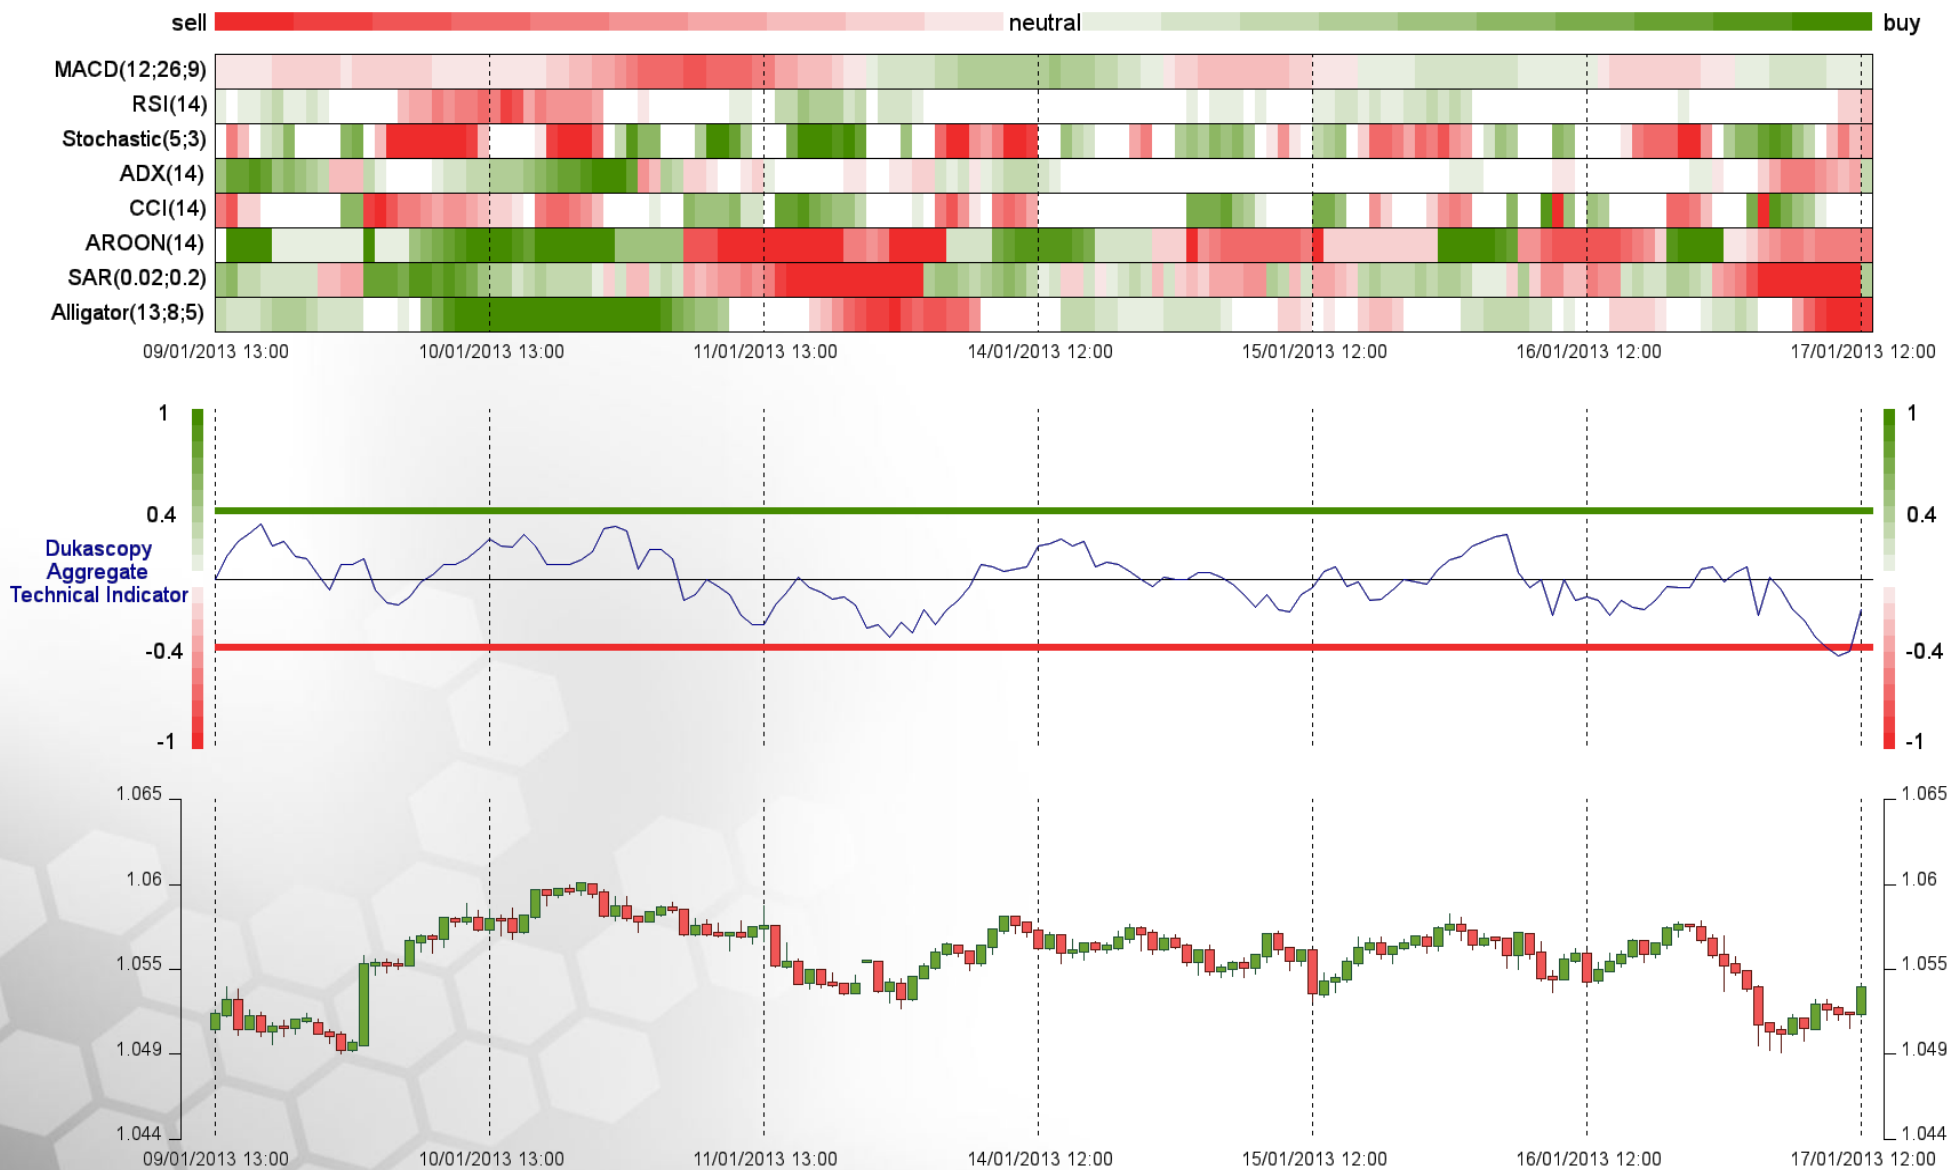 sell neutral buy
MACD(12;26;9)
RSI(14)
Stochastic(5;3)
ADX(14)
CCI(14)
AROON(14)
SAR(0.02;0.2)
Alligator(13;8;5)
09/01/2013 13:00 10/01/2013 13:00 11/01/2013 13:00 14/01/2013 12:00 15/01/2013 12:00 16/01/2013 12:00 17/01/2013 12:00
1 1
0.4 0.4
Dukascopy
Aggregate
Technical Indicator
-0.4 -0.4
-1 -1
1.065 1.065
1.06 1.06
1.055 1.055
1.049 1.049
1.044 1.044
09/01/2013 13:00 10/01/2013 13:00 11/01/2013 13:00 14/01/2013 12:00 15/01/2013 12:00 16/01/2013 12:00 17/01/2013 12:00